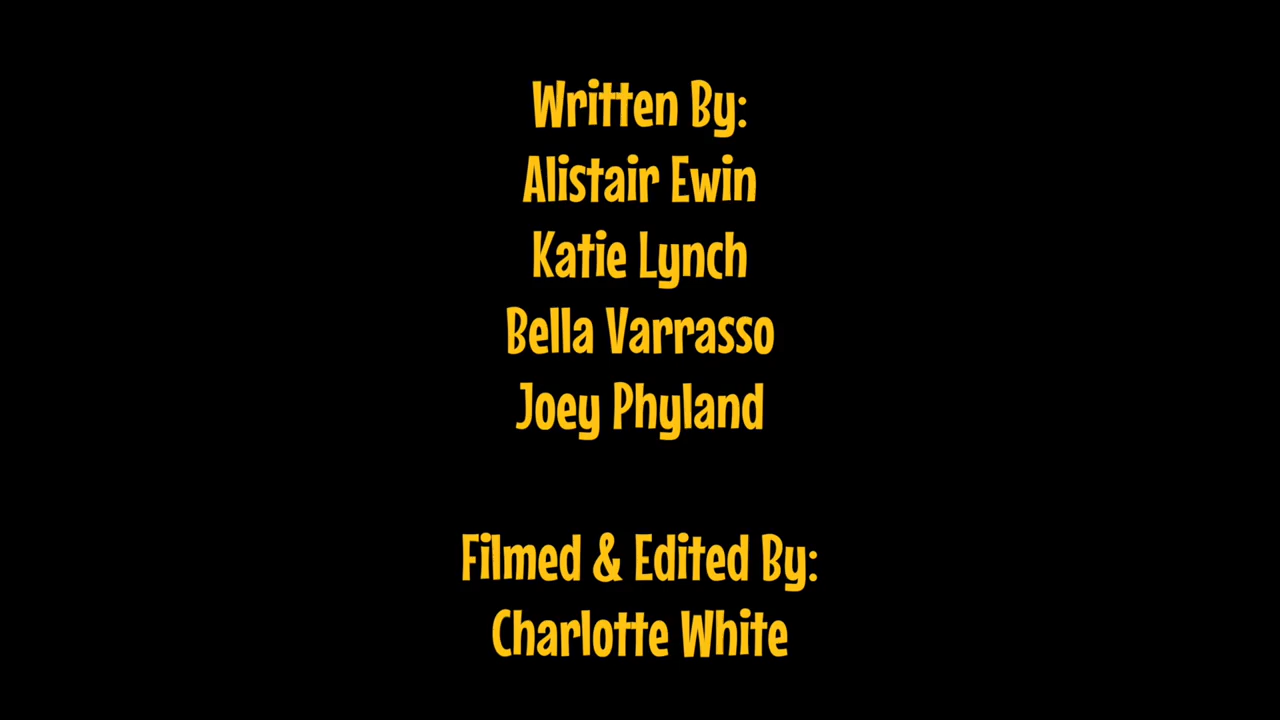 Written By:
Alistair Ewin
Katie Lynch
Bella Varrasso
Joey Phyland
Filmed & Edited By:
Charlotte White